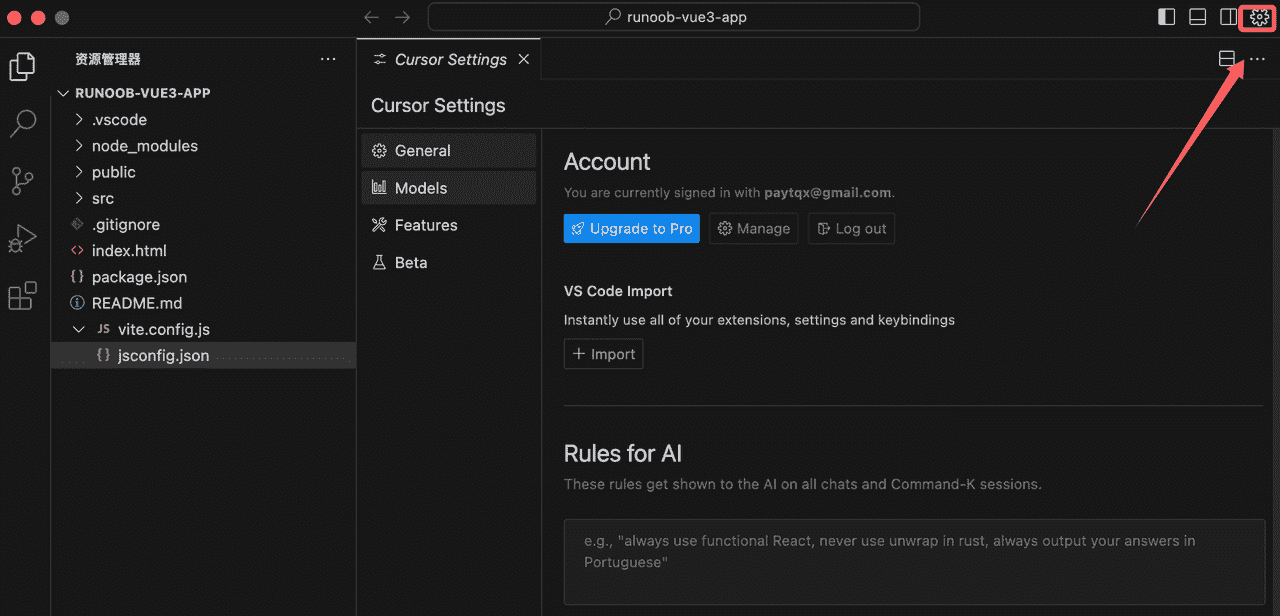 runoob-vue3-app
资源管理器
RUNOOB-VUE3-APP
.vscode
node_modules
public
src
.gitignore
index.html
package.json
README.md
JS vite.config.js
jsconfig.json
Cursor Settings
Cursor Settings
General
Models
Features
Beta
Account
You are currently signed in with paytqx@gmail.com.
Upgrade to Pro
Manage
Log out
VS Code Import
Instantly use all of your extensions, settings and keybindings
+ Import
Rules for AI
These rules get shown to the AI on all chats and Command-K sessions.
e.g., "always use functional React, never use unwrap in rust, always output your answers in
Portuguese"